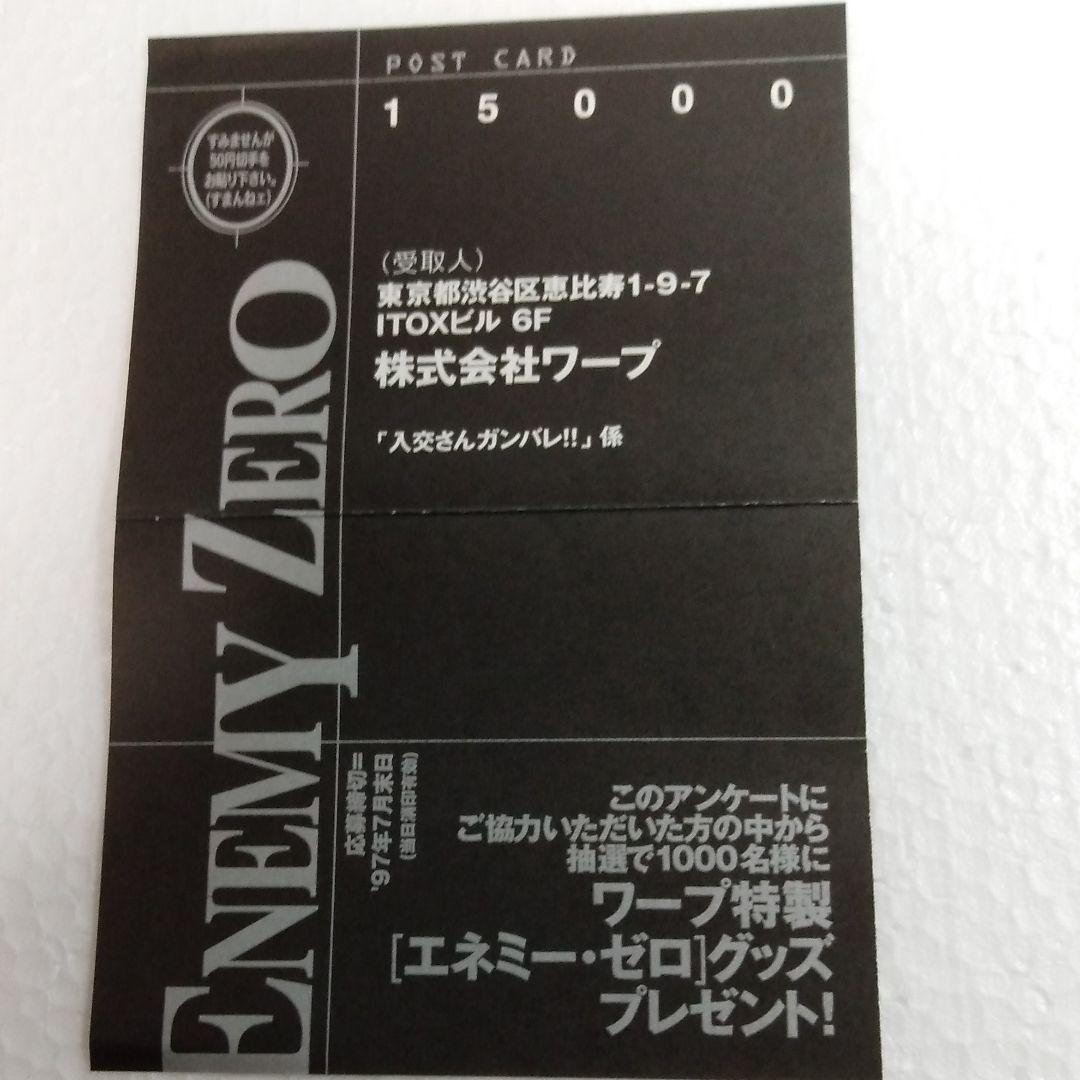 POST CARD
15000
すみませんが
50円切手を
お貼り下さい。
(すまんねェ)
(受取人)
東京都渋谷区恵比寿1-9-7
ITOXビル 6F
株式会社ワープ
「入交さんガンバレ!!」係
ENEMY ZERO
応募締切=
'97年7月末日
(当日消印有効)
このアンケートに
ご協力いただいた方の中から
抽選で1000名様に
ワープ特製
[エネミー・ゼロ]グッズ
プレゼント!